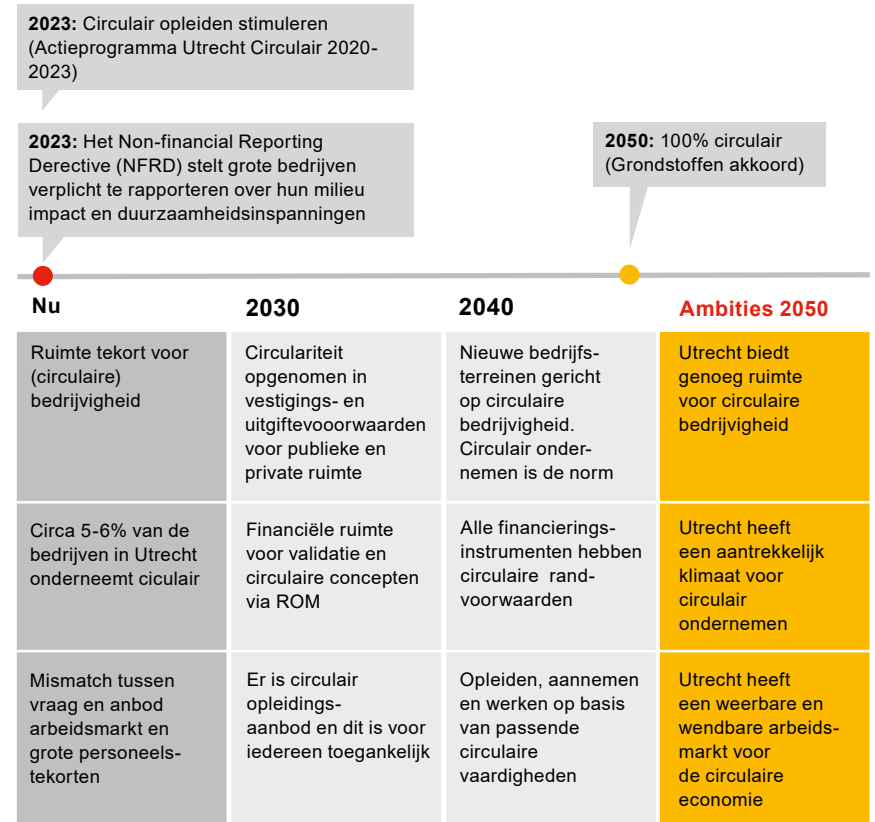 2023: Circulair opleiden stimuleren
(Actieprogramma Utrecht Circulair 2020-
2023)
2023: Het Non-financial Reporting
Derective (NFRD) stelt grote bedrijven
verplicht te rapporteren over hun milieu
impact en duurzaamheidsinspanningen
2050: 100% circulair
(Grondstoffen akkoord)
Nu
2030
2040
Ambities 2050
Ruimte tekort voor
(circulaire)
bedrijvigheid
Circulariteit
opgenomen in
vestigings- en
uitgiftevooorwaarden
voor publieke en
private ruimte
Nieuwe bedrijfs-
terreinen gericht
op circulaire
bedrijvigheid.
Circulair onder-
nemen is de norm
Utrecht biedt
genoeg ruimte
voor circulaire
bedrijvigheid
Circa 5-6% van de
bedrijven in Utrecht
onderneemt ciculair
Financiële ruimte
voor validatie en
circulaire concepten
via ROM
Alle financierings-
instrumenten hebben
circulaire rand-
voorwaarden
Utrecht heeft
een aantrekkelijk
klimaat voor
circulair
ondernemen
Mismatch tussen
vraag en anbod
arbeidsmarkt en
grote personeels-
tekorten
Er is circulair
opleidings-
aanbod en dit is voor
iedereen toegankelijk
Opleiden, aannemen
en werken op basis
van passende
circulaire
vaardigheden
Utrecht heeft
een weerbare en
wendbare arbeids-
markt voor
de circulaire
economie